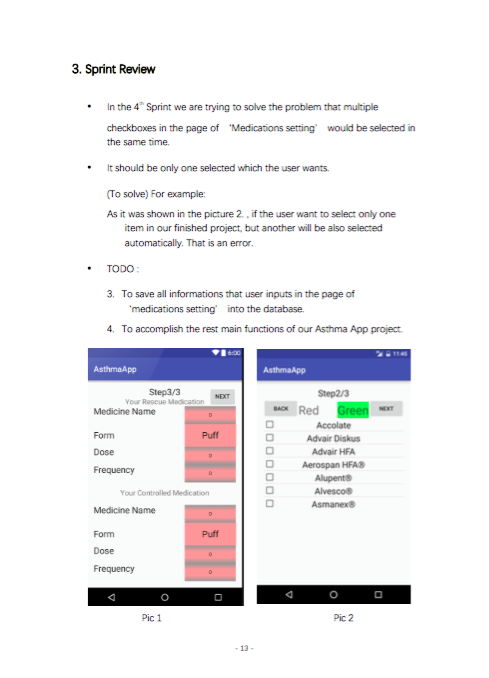 3. Sprint Review
• In the 4th Sprint we are trying to solve the problem that multiple
checkboxes in the page of ‘Medications setting’ would be selected in
the same time.
• It should be only one selected which the user wants.
(To solve) For example:
As it was shown in the picture 2. , if the user want to select only one
item in our finished project, but another will be also selected
automatically. That is an error.
• TODO :
3. To save all informations that user inputs in the page of
‘medications setting’ into the database.
4. To accomplish the rest main functions of our Asthma App project.
6:00
AsthmaApp
Step3/3
NEXT
Your Rescue Medication
Medicine Name
0
Form Puff
Dose 0
Frequency 0
Your Controlled Medication
Medicine Name 0
Form Puff
Dose 0
Frequency 0
Pic 1
11:45
AsthmaApp
Step2/3
BACK Red Green NEXT
Accolate
Advair Diskus
Advair HFA
Aerospan HFA®
Alupent®
Alvesco®
Asmanex®
Pic 2
- 13 -